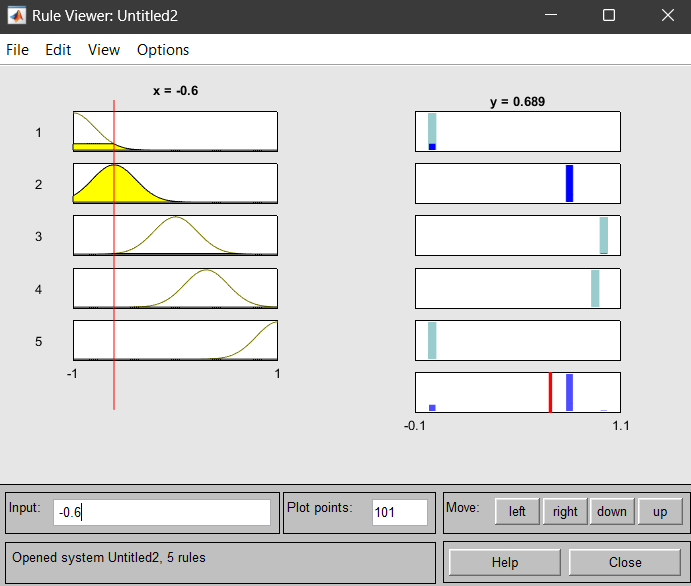 Rule Viewer: Untitled2
File Edit View Options
x = -0.6
y = 0.689
1
2
3
4
5
-1 1
-0.1 1.1
Input: -0.6 Plot points: 101 Move: left right down up
Opened system Untitled2, 5 rules Help Close